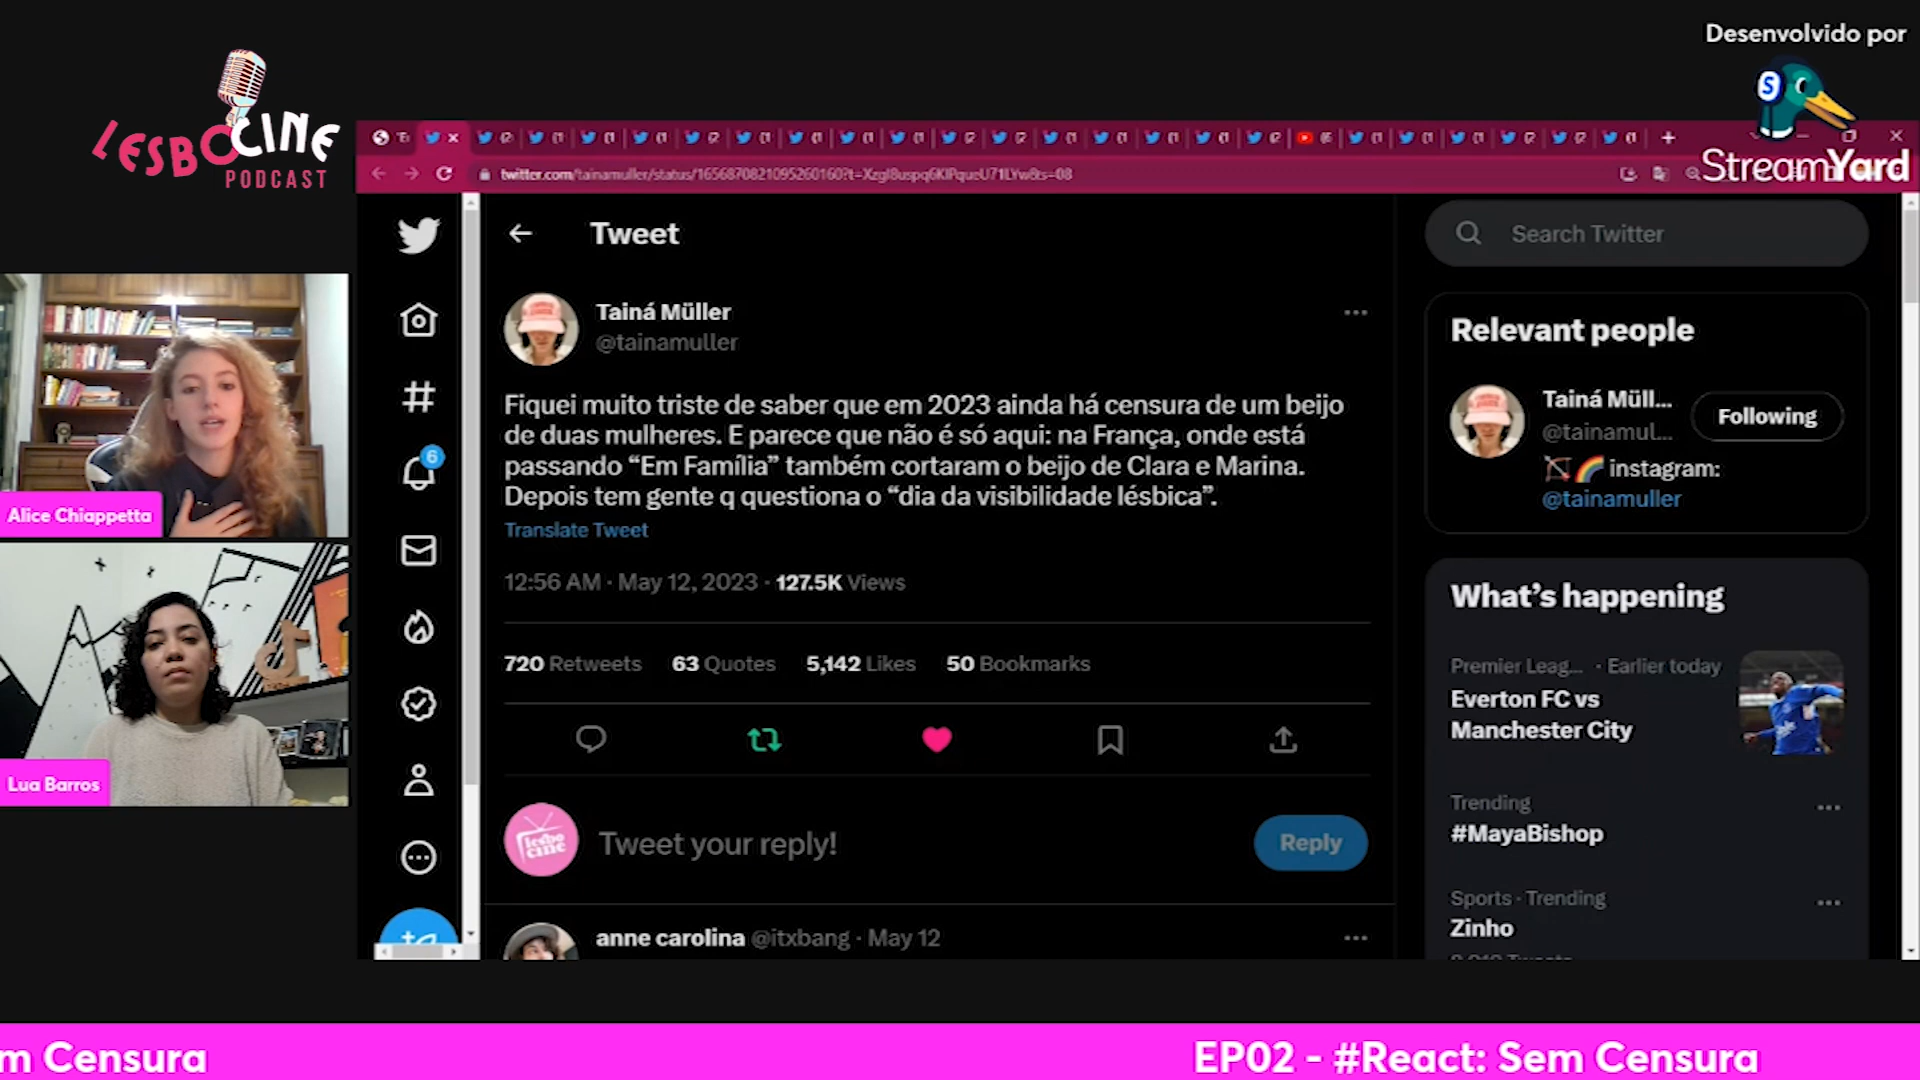 Desenvolvido por
StreamYard
LESBOCINE
PODCAST
twitter.com/tainamuller/status/1656870821095260160?t=XzgI8uspq6KlPqueU71LYw&s=08
Tweet
Search Twitter
Tainá Müller
@tainamuller
Fiquei muito triste de saber que em 2023 ainda há censura de um beijo
de duas mulheres. E parece que não é só aqui: na França, onde está
passando “Em Família” também cortaram o beijo de Clara e Marina.
Depois tem gente q questiona o “dia da visibilidade lésbica”.
Translate Tweet
12:56 AM · May 12, 2023 · 127.5K Views
720 Retweets 63 Quotes 5,142 Likes 50 Bookmarks
lesbo
cine
Tweet your reply!
Reply
anne carolina @itxbang · May 12
Relevant people
Tainá Müll...
@tainamul...
Following
instagram:
@tainamuller
What’s happening
Premier Leag... · Earlier today
Everton FC vs
Manchester City
Trending
#MayaBishop
Sports · Trending
Zinho
6
Alice Chiappetta
Lua Barros
m Censura
EP02 - #React: Sem Censura